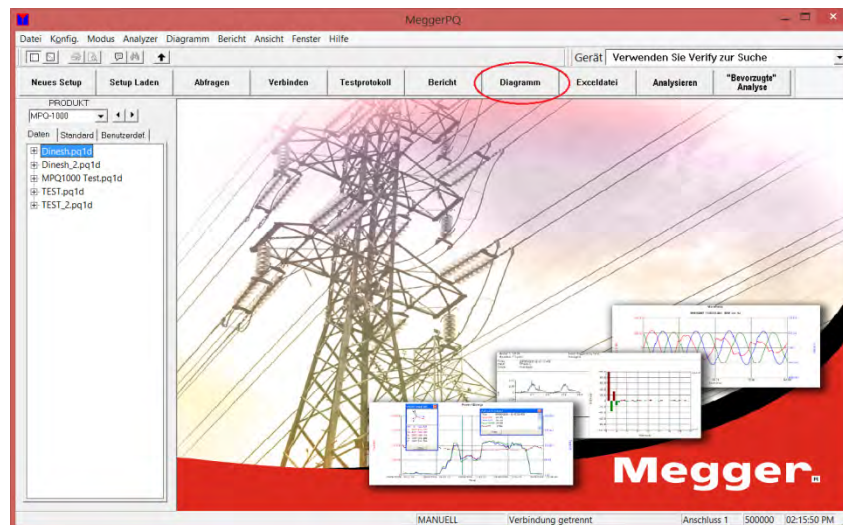 MeggerPQ
Datei Konfig. Modus Analyzer Diagramm Bericht Ansicht Fenster Hilfe
Gerät Verwenden Sie Verify zur Suche
Neues Setup Setup Laden Abfragen Verbinden Testprotokoll Bericht Diagramm Exceldatei Analysieren "Bevorzugte"
Analyse
PRODUKT
MPQ-1000
Daten Standard Benutzerdef.
Dinesh.pq1d
Dinesh_2.pq1d
MPQ1000 Test.pq1d
TEST.pq1d
TEST_2.pq1d
Megger
MANUELL Verbindung getrennt Anschluss 1 500000 02:15:50 PM